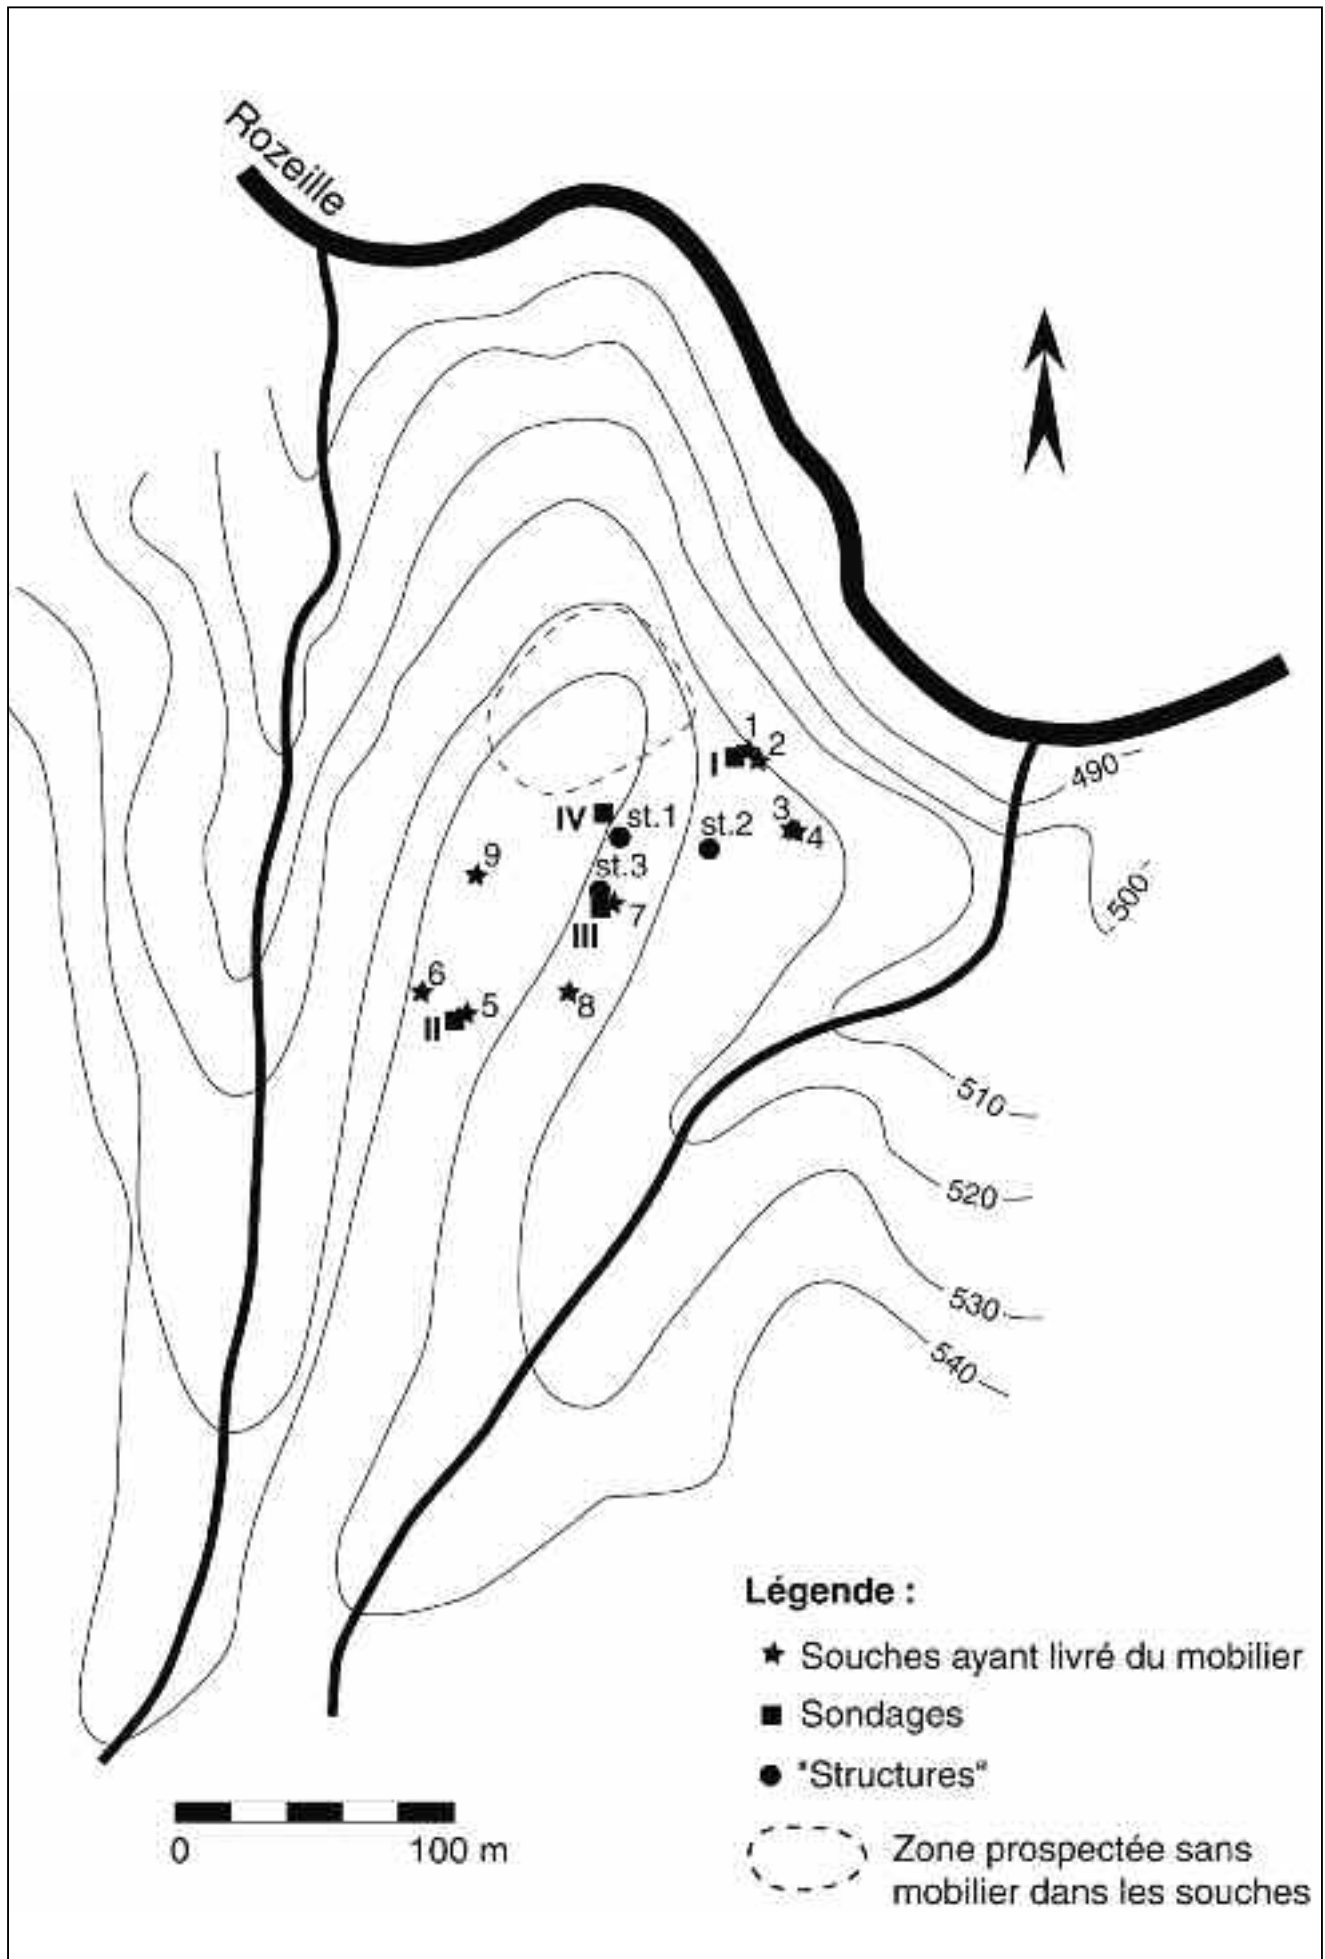 Rozeille
490
500
1
2
I
3
4
IV
st.1
st.2
9
st.3
7
III
6
5
II
8
510
520
530
540
Légende :
Souches ayant livré du mobilier
Sondages
"Structures"
0
100 m
Zone prospectée sans
mobilier dans les souches